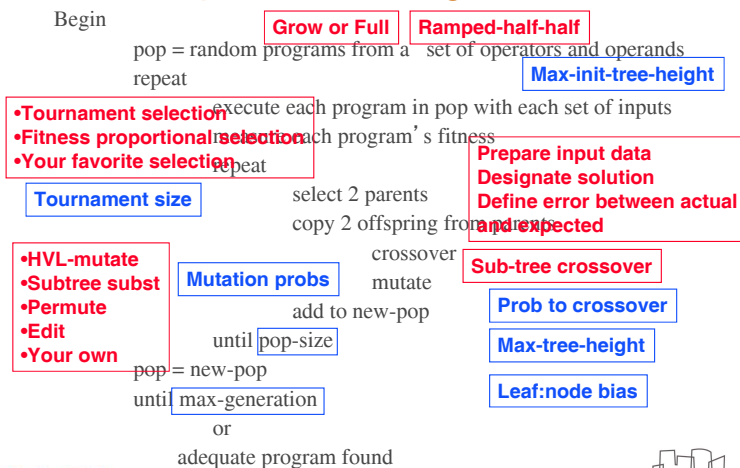 Begin
Grow or Full
Ramped-half-half
pop = random programs from a set of operators and operands
repeat
Max-init-tree-height
execute each program in pop with each set of inputs
•Tournament selection
•Fitness proportional selection
•Your favorite selection
measure each program's fitness
repeat
Prepare input data
Designate solution
Define error between actual
and expected
Tournament size
select 2 parents
copy 2 offspring from parents
crossover
Sub-tree crossover
•HVL-mutate
•Subtree subst
•Permute
•Edit
•Your own
Mutation probs
mutate
Prob to crossover
add to new-pop
until pop-size
Max-tree-height
pop = new-pop
until max-generation
Leaf:node bias
or
adequate program found